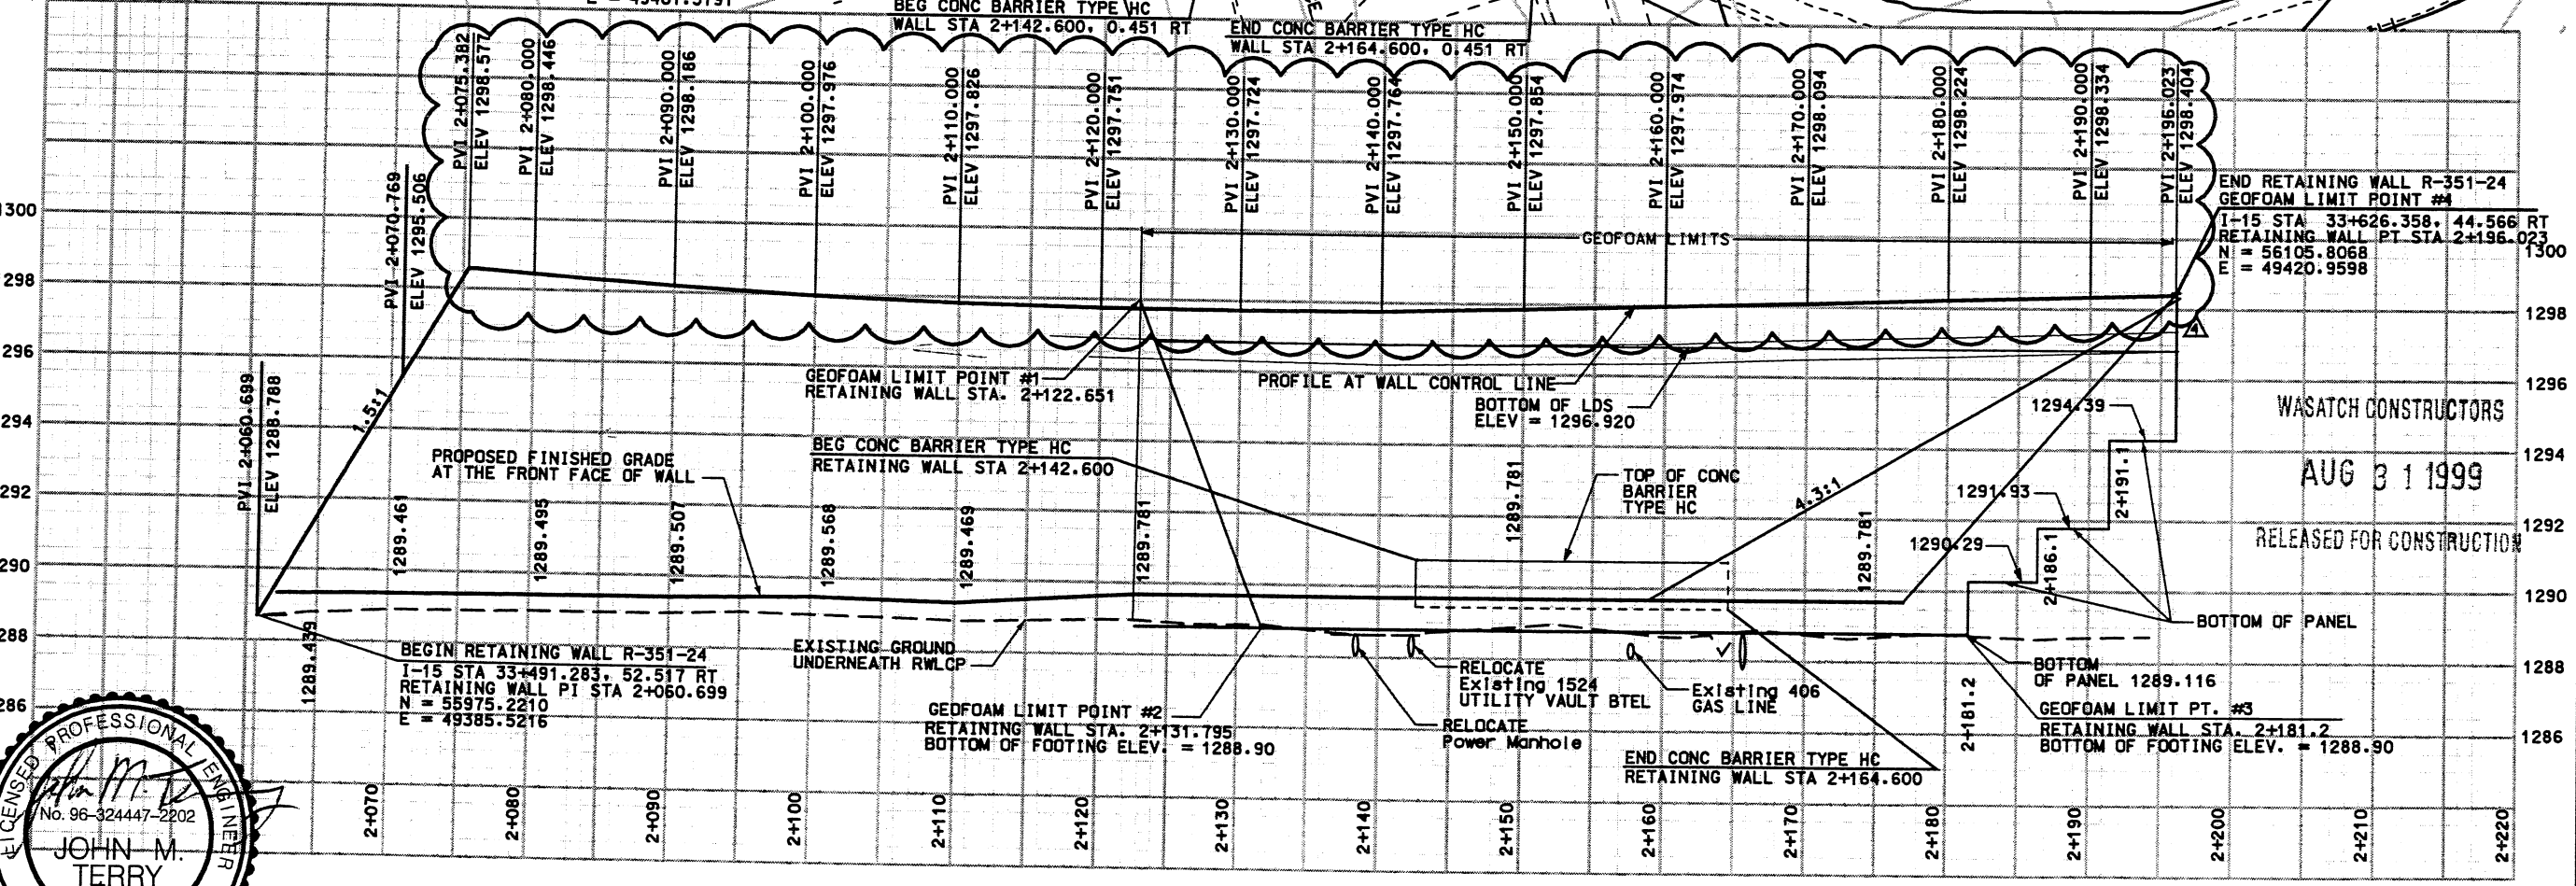 BEG CONC BARRIER TYPE HC
WALL STA 2+142.600, 0.451 RT
END CONC BARRIER TYPE HC
WALL STA 2+164.600, 0.451 RT
PVI 2+060.699
ELEV 1288.788
PVI 2+070.769
ELEV 1295.506
PVI 2+075.382
ELEV 1298.577
PVI 2+080.000
ELEV 1298.446
PVI 2+090.000
ELEV 1298.186
PVI 2+100.000
ELEV 1297.976
PVI 2+110.000
ELEV 1297.826
PVI 2+120.000
ELEV 1297.751
PVI 2+130.000
ELEV 1297.724
PVI 2+140.000
ELEV 1297.764
PVI 2+150.000
ELEV 1297.854
PVI 2+160.000
ELEV 1297.974
PVI 2+170.000
ELEV 1298.094
PVI 2+180.000
ELEV 1298.224
PVI 2+190.000
ELEV 1298.334
PVI 2+196.023
ELEV 1298.404
END RETAINING WALL R-351-24
GEOFOAM LIMIT POINT #4
I-15 STA 33+626.358, 44.566 RT
RETAINING WALL PT STA 2+196.023
N = 56105.8068
E = 49420.9598
1300
298
296
294
292
290
288
286
1300
1298
1296
1294
1292
1290
1288
1286
GEOFOAM LIMITS
1.5:1
GEOFOAM LIMIT POINT #1
RETAINING WALL STA. 2+122.651
PROFILE AT WALL CONTROL LINE
BOTTOM OF LDS
ELEV = 1296.920
1294.39
WASATCH CONSTRUCTORS
AUG 31 1999
RELEASED FOR CONSTRUCTION
PROPOSED FINISHED GRADE
AT THE FRONT FACE OF WALL
BEG CONC BARRIER TYPE HC
RETAINING WALL STA 2+142.600
TOP OF CONC
BARRIER
TYPE HC
4.3:1
1291.93
2+191.1
1290.29
2+186.1
1289.439
1289.461
1289.495
1289.507
1289.568
1289.469
1289.781
1289.781
1289.781
BOTTOM OF PANEL
BEGIN RETAINING WALL R-351-24
I-15 STA 33+491.283, 52.517 RT
RETAINING WALL PI STA 2+060.699
N = 55975.2210
E = 49385.5216
EXISTING GROUND
UNDERNEATH RWLCP
RELOCATE
Existing 1524
UTILITY VAULT BTEL
Existing 406
GAS LINE
BOTTOM
OF PANEL 1289.116
2+181.2
GEOFOAM LIMIT POINT #2
RETAINING WALL STA. 2+131.795
BOTTOM OF FOOTING ELEV. = 1288.90
RELOCATE
Power Manhole
GEOFOAM LIMIT PT. #3
RETAINING WALL STA. 2+181.2
BOTTOM OF FOOTING ELEV. = 1288.90
END CONC BARRIER TYPE HC
RETAINING WALL STA 2+164.600
LICENSED PROFESSIONAL ENGINEER
No. 96-324447-2202
JOHN M.
TERRY
2+070
2+080
2+090
2+100
2+110
2+120
2+130
2+140
2+150
2+160
2+170
2+180
2+190
2+200
2+210
2+220